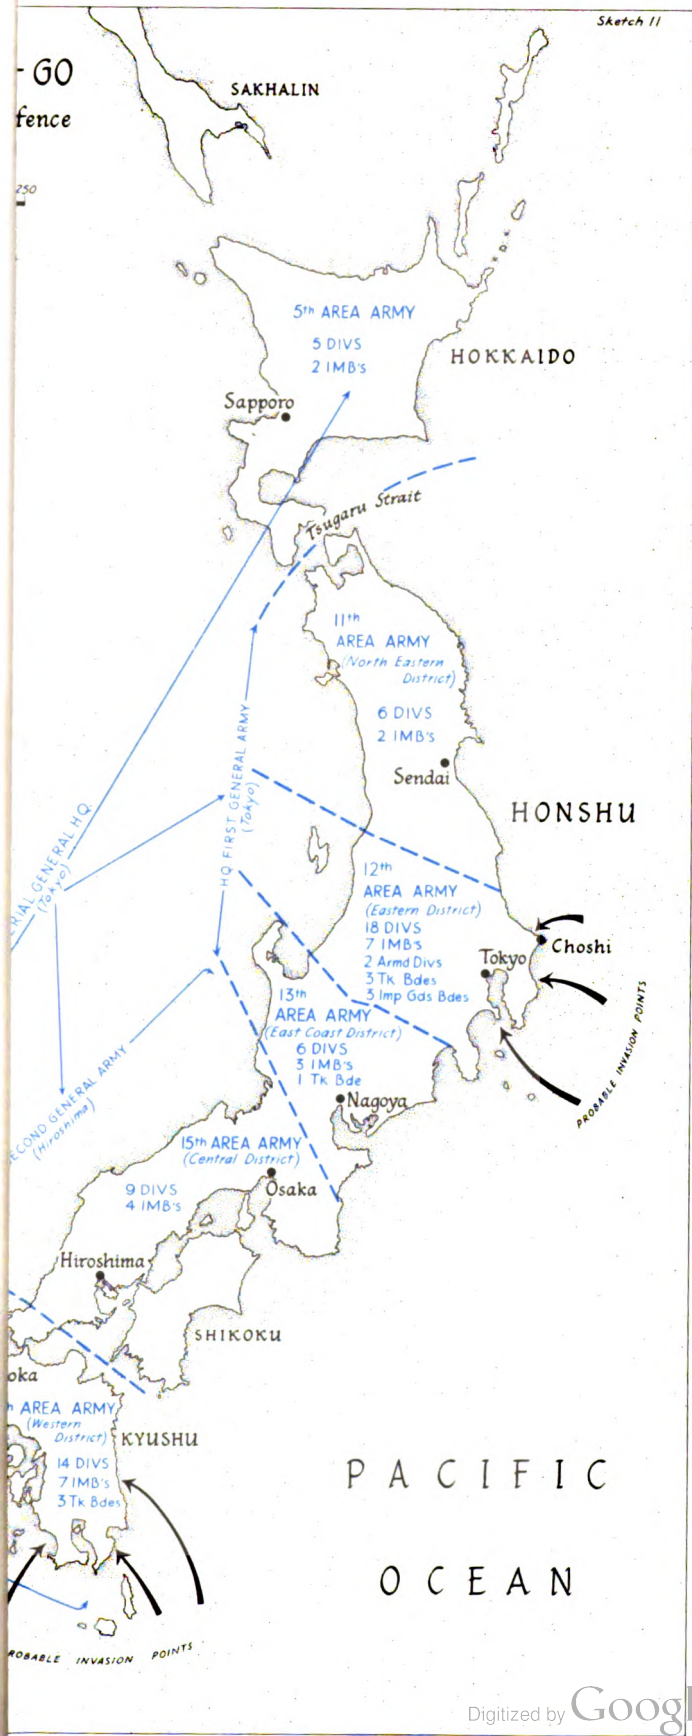 Sketch 11
- GO
fence
250
SAKHALIN
5th AREA ARMY
5 DIVS
2 IMB's
HOKKAIDO
Sapporo
Tsugaru Strait
11th
AREA ARMY
(North Eastern
District)
6 DIVS
2 IMB's
Sendai
HONSHU
HQ FIRST GENERAL ARMY
(Tokyo)
ERIAL GENERAL HQ.
(Tokyo)
12th
AREA ARMY
(Eastern District)
18 DIVS
7 IMB's
2 Armd Divs
3 Tk Bdes
3 Imp Gds Bdes
Choshi
Tokyo
PROBABLE INVASION POINTS
13th
AREA ARMY
(East Coast District)
6 DIVS
3 IMB's
1 Tk Bde
Nagoya
ECOND GENERAL ARMY
(Hiroshima)
15th AREA ARMY
(Central District)
9 DIVS
4 IMB's
Osaka
Hiroshima
SHIKOKU
oka
h AREA ARMY
(Western
District)
14 DIVS
7 IMB's
3 Tk Bdes
KYUSHU
PACIFIC
OCEAN
ROBABLE INVASION POINTS
Digitized by Googl